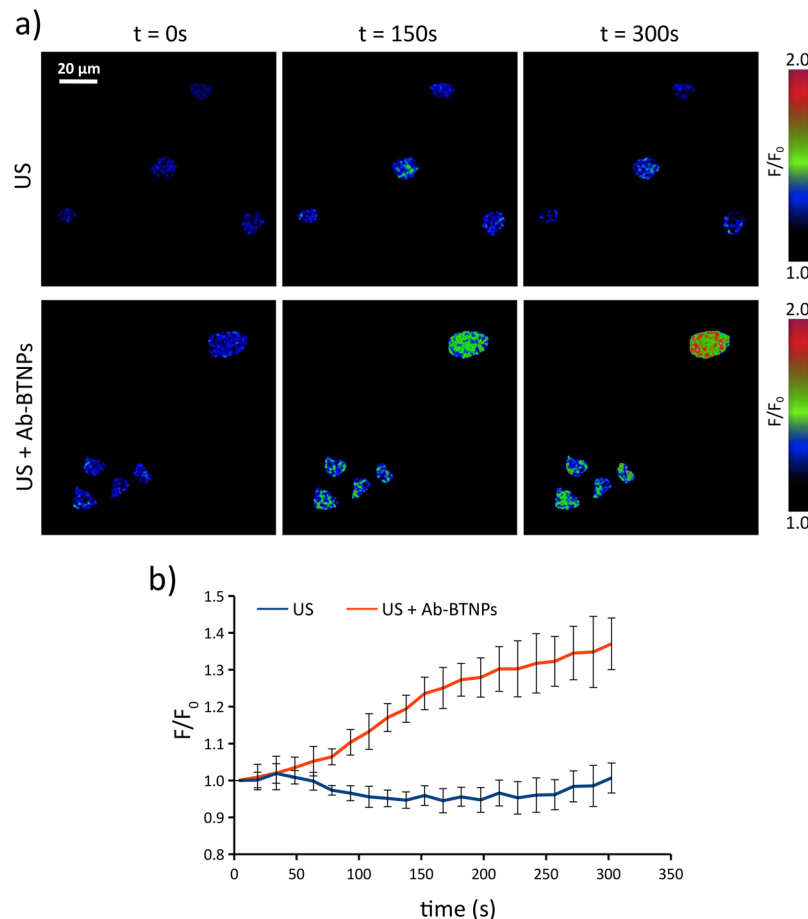 a)
t = 0s t = 150s t = 300s
20 µm
US
2.0
F/F₀
1.0
US + Ab-BTNPs
2.0
F/F₀
1.0
b)
US US + Ab-BTNPs
1.5
1.4
1.3
1.2
1.1
1.0
0.9
0.8
F/F₀
0 50 100 150 200 250 300 350
time (s)